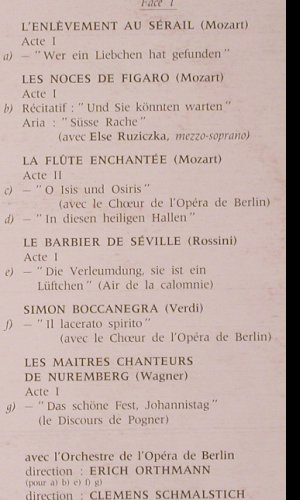 Face 1
L'ENLÈVEMENT AU SÉRAIL (Mozart)
Acte I
a) — "Wer ein Liebchen hat gefunden"
LES NOCES DE FIGARO (Mozart)
Acte I
b) Récitatif : "Und Sie könnten warten"
Aria : "Süsse Rache"
(avec Else Ruziczka, mezzo-soprano)
LA FLÛTE ENCHANTÉE (Mozart)
Acte II
c) — "O Isis und Osiris"
(avec le Chœur de l'Opéra de Berlin)
d) — "In diesen heiligen Hallen"
LE BARBIER DE SÉVILLE (Rossini)
Acte I
e) — "Die Verleumdung, sie ist ein
Lüftchen" (Air de la calomnie)
SIMON BOCCANEGRA (Verdi)
f) — "Il lacerato spirito"
(avec le Chœur de l'Opéra de Berlin)
LES MAITRES CHANTEURS
DE NUREMBERG (Wagner)
Acte I
g) — "Das schöne Fest, Johannistag"
(le Discours de Pogner)
avec l'Orchestre de l'Opéra de Berlin
direction : ERICH ORTHMANN
(pour a) b) e) f) g)
direction : CLEMENS SCHMALSTICH